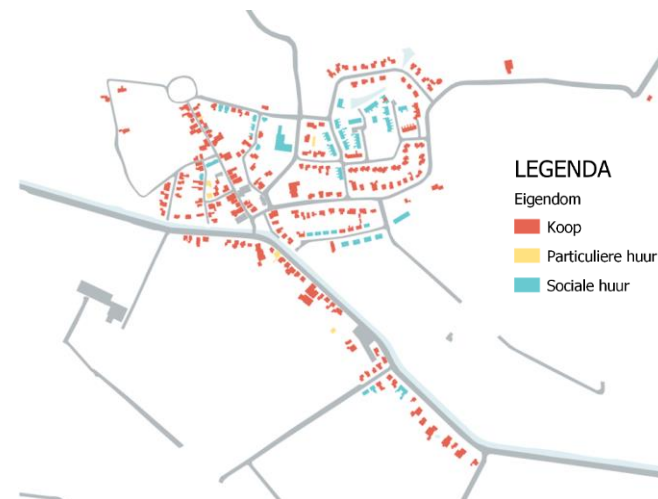 LEGENDA
Eigendom
Koop
Particuliere huur
Sociale huur